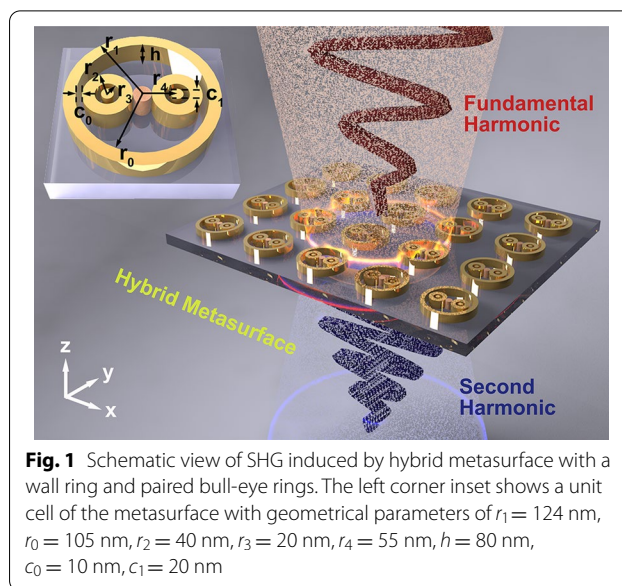 r1
h
r2
r3
r4
c0
c1
r0
Fundamental
Harmonic
Hybrid Metasurface
Second
Harmonic
z
y
x
Fig. 1 Schematic view of SHG induced by hybrid metasurface with a
wall ring and paired bull-eye rings. The left corner inset shows a unit
cell of the metasurface with geometrical parameters of r1 = 124 nm,
r0 = 105 nm, r2 = 40 nm, r3 = 20 nm, r4 = 55 nm, h = 80 nm,
c0 = 10 nm, c1 = 20 nm